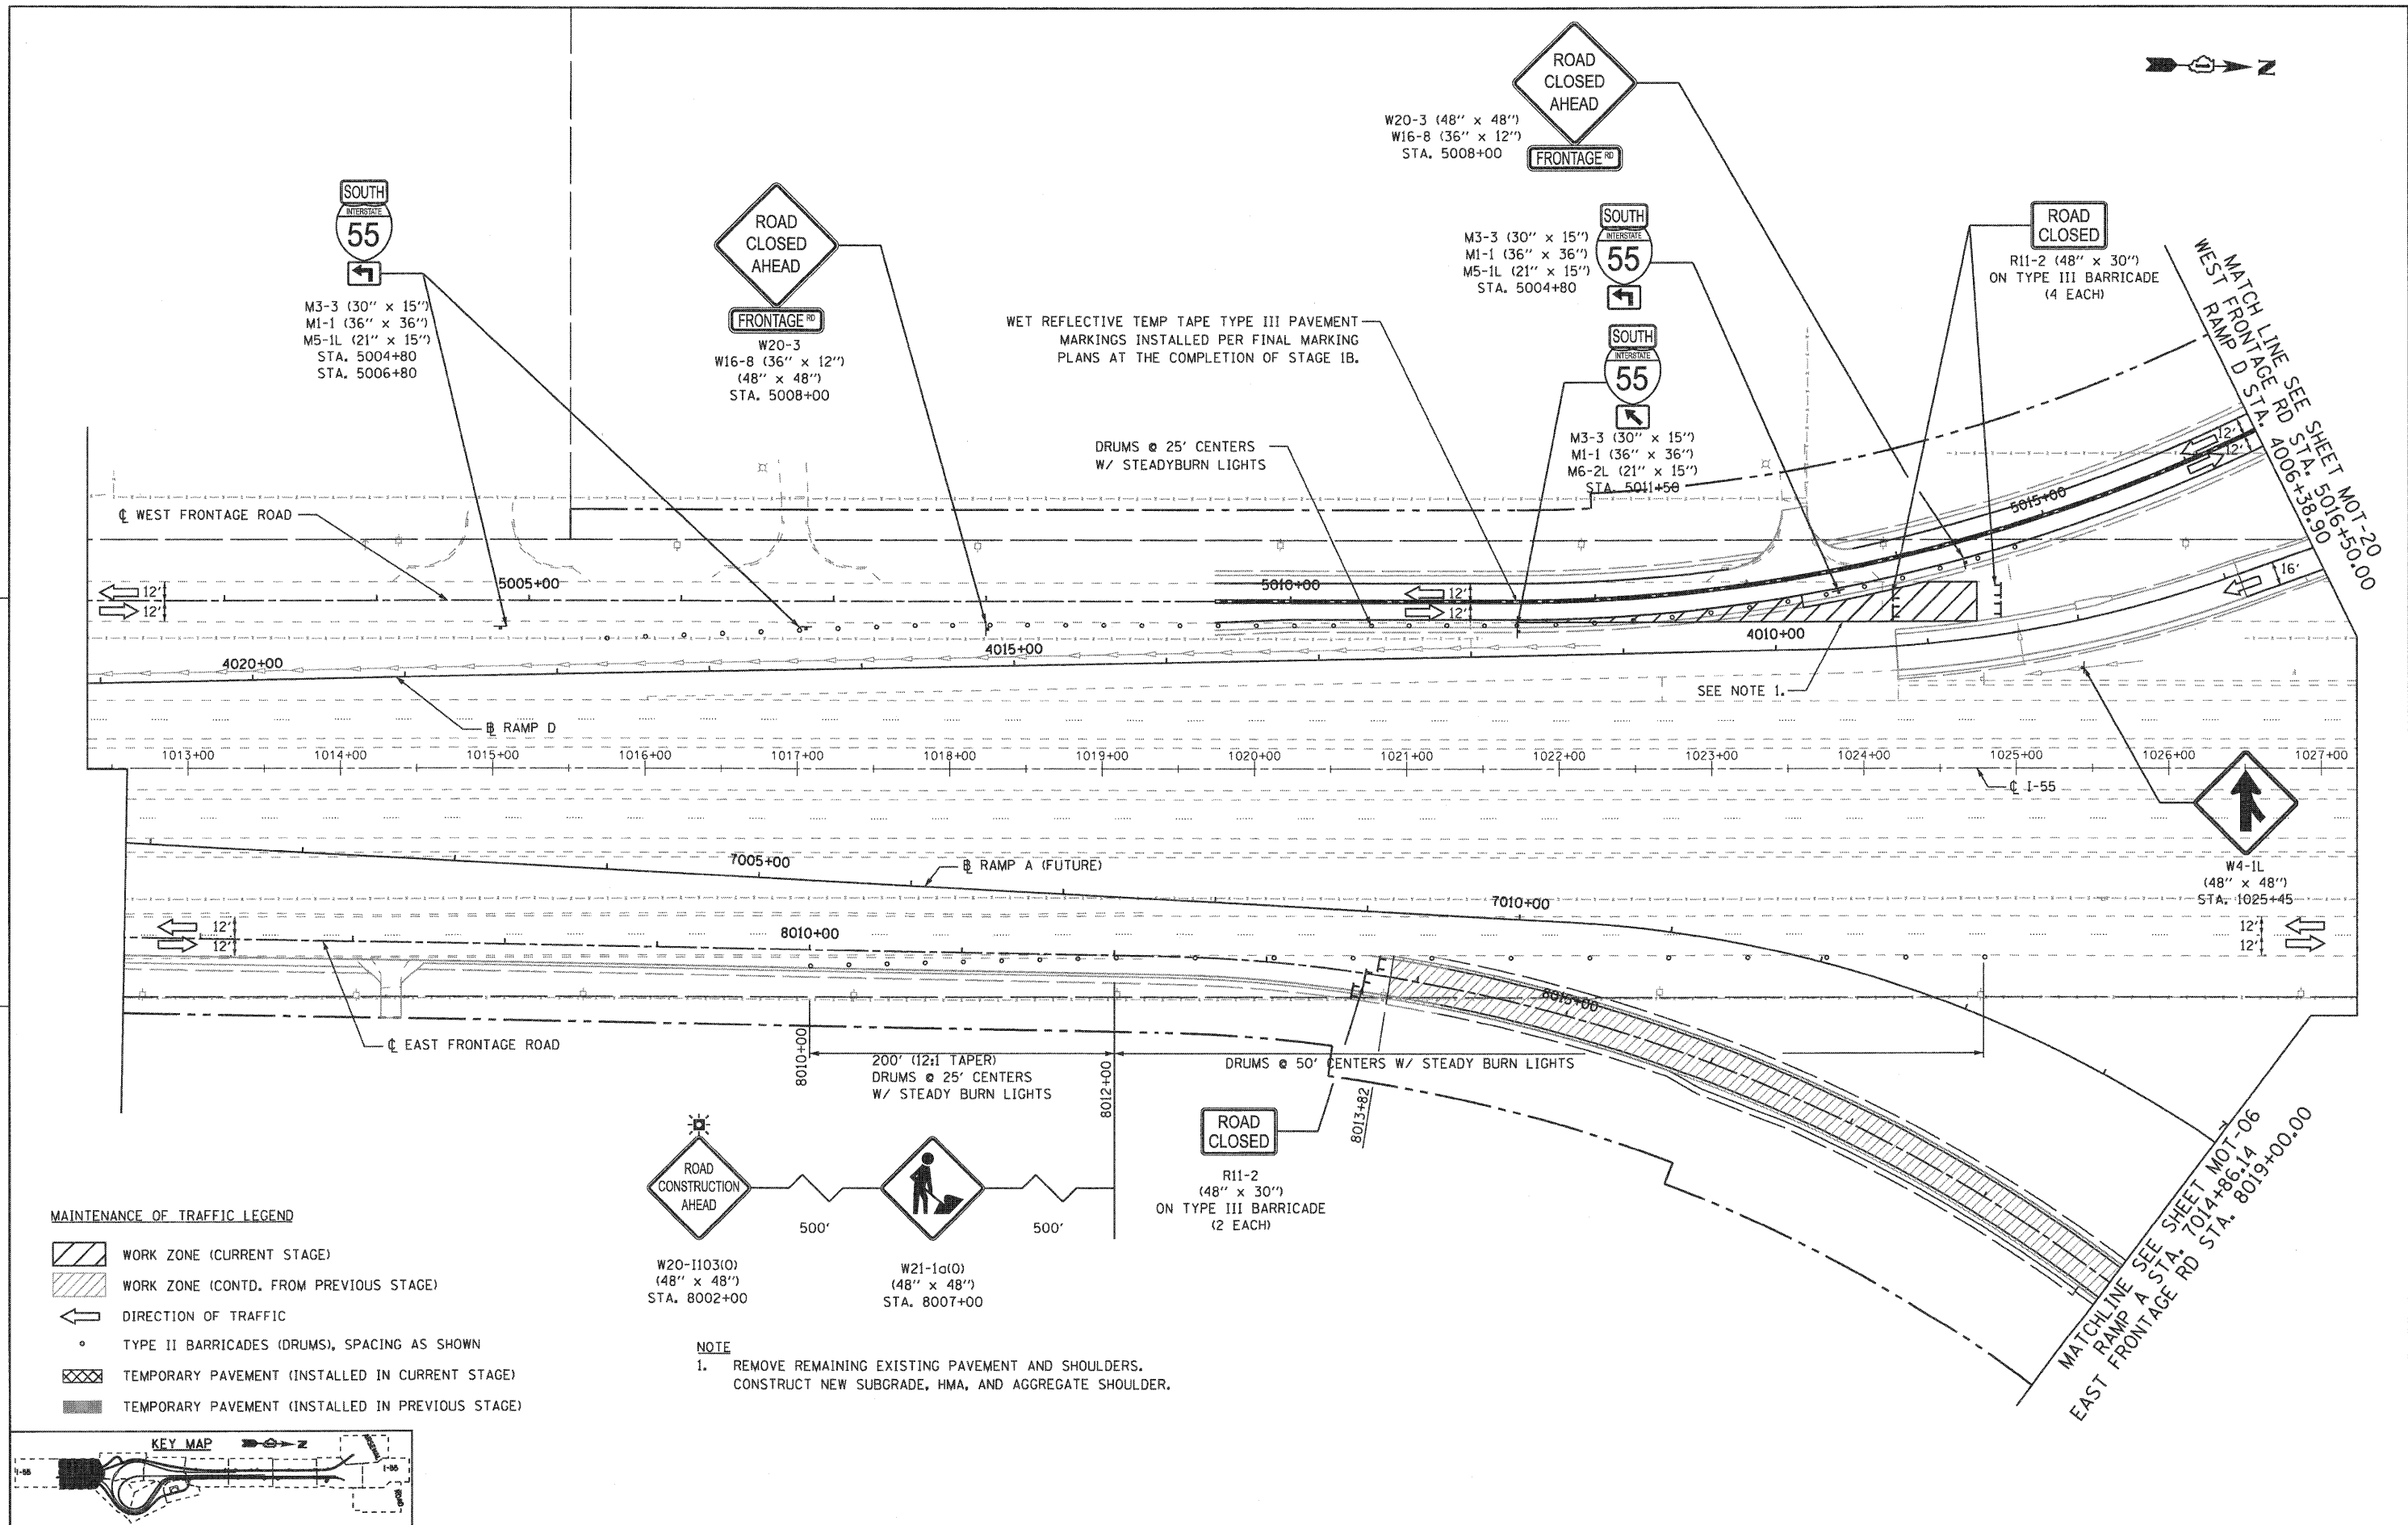 N
ROAD
CLOSED
AHEAD
FRONTAGE RD
W20-3 (48" x 48")
W16-8 (36" x 12")
STA. 5008+00
SOUTH
INTERSTATE
55
M3-3 (30" x 15")
M1-1 (36" x 36")
M5-1L (21" x 15")
STA. 5004+80
STA. 5006+80
ROAD
CLOSED
AHEAD
FRONTAGE RD
W20-3
W16-8 (36" x 12")
(48" x 48")
STA. 5008+00
SOUTH
INTERSTATE
55
M3-3 (30" x 15")
M1-1 (36" x 36")
M5-1L (21" x 15")
STA. 5004+80
ROAD
CLOSED
R11-2 (48" x 30")
ON TYPE III BARRICADE
(4 EACH)
WET REFLECTIVE TEMP TAPE TYPE III PAVEMENT
MARKINGS INSTALLED PER FINAL MARKING
PLANS AT THE COMPLETION OF STAGE 1B.
SOUTH
INTERSTATE
55
M3-3 (30" x 15")
M1-1 (36" x 36")
M6-2L (21" x 15")
STA. 5011+50
DRUMS @ 25' CENTERS
W/ STEADYBURN LIGHTS
MATCH LINE SEE SHEET MOT-20
WEST FRONTAGE RD STA. 5016+50.00
RAMP D STA. 4006+38.90
℄ WEST FRONTAGE ROAD
5005+00
5010+00
5015+00
12'
12'
12'
12'
12'
12'
16'
4020+00
4015+00
4010+00
SEE NOTE 1.
B RAMP D
1013+00
1014+00
1015+00
1016+00
1017+00
1018+00
1019+00
1020+00
1021+00
1022+00
1023+00
1024+00
1025+00
1026+00
1027+00
℄ I-55
W4-1L
(48" x 48")
STA. 1025+45
7005+00
B RAMP A (FUTURE)
7010+00
12'
12'
8010+00
12'
12'
8015+00
℄ EAST FRONTAGE ROAD
8010+00
200' (12:1 TAPER)
DRUMS @ 25' CENTERS
W/ STEADY BURN LIGHTS
8012+00
DRUMS @ 50' CENTERS W/ STEADY BURN LIGHTS
8013+82
ROAD
CLOSED
R11-2
(48" x 30")
ON TYPE III BARRICADE
(2 EACH)
ROAD
CONSTRUCTION
AHEAD
500'
500'
W20-I103(O)
(48" x 48")
STA. 8002+00
W21-1a(O)
(48" x 48")
STA. 8007+00
MATCHLINE SEE SHEET MOT-06
RAMP A STA. 7014+86.14
EAST FRONTAGE RD STA. 8019+00.00
MAINTENANCE OF TRAFFIC LEGEND
WORK ZONE (CURRENT STAGE)
WORK ZONE (CONTD. FROM PREVIOUS STAGE)
DIRECTION OF TRAFFIC
TYPE II BARRICADES (DRUMS), SPACING AS SHOWN
TEMPORARY PAVEMENT (INSTALLED IN CURRENT STAGE)
TEMPORARY PAVEMENT (INSTALLED IN PREVIOUS STAGE)
NOTE
1. REMOVE REMAINING EXISTING PAVEMENT AND SHOULDERS.
CONSTRUCT NEW SUBGRADE, HMA, AND AGGREGATE SHOULDER.
KEY MAP
N
I-55
I-55